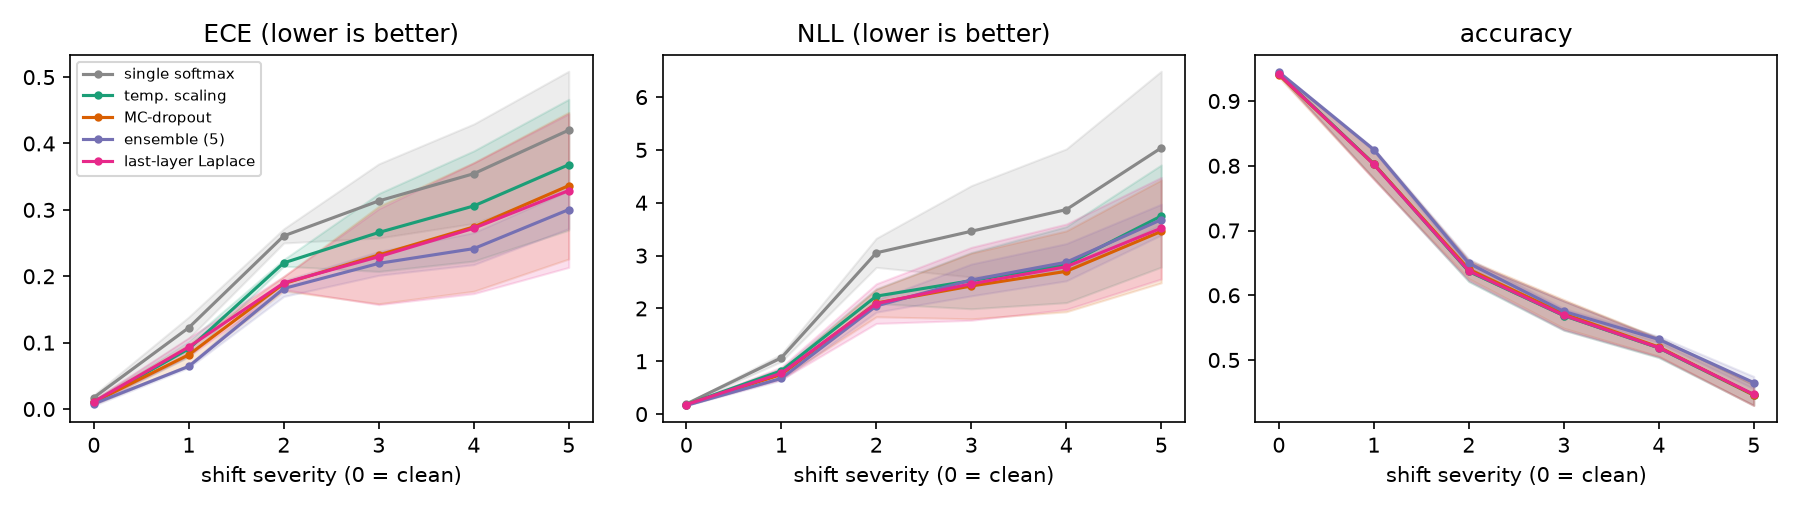 ECE (lower is better)
0.5
0.4
0.3
0.2
0.1
0.0
single softmax
temp. scaling
MC-dropout
ensemble (5)
last-layer Laplace
0 1 2 3 4 5
shift severity (0 = clean)
NLL (lower is better)
6
5
4
3
2
1
0
0 1 2 3 4 5
shift severity (0 = clean)
accuracy
0.9
0.8
0.7
0.6
0.5
0 1 2 3 4 5
shift severity (0 = clean)